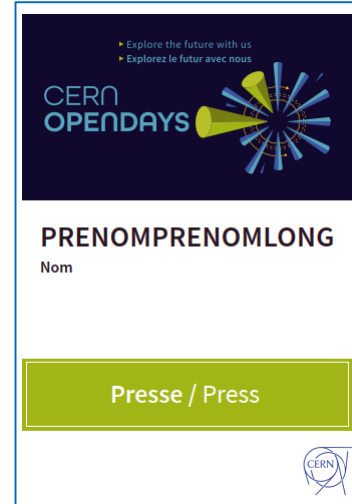 ▸ Explore the future with us
▸ Explorez le futur avec nous
CERN
OPENDAYS
PRENOMPRENOMLONG
Nom
Presse / Press
CERN